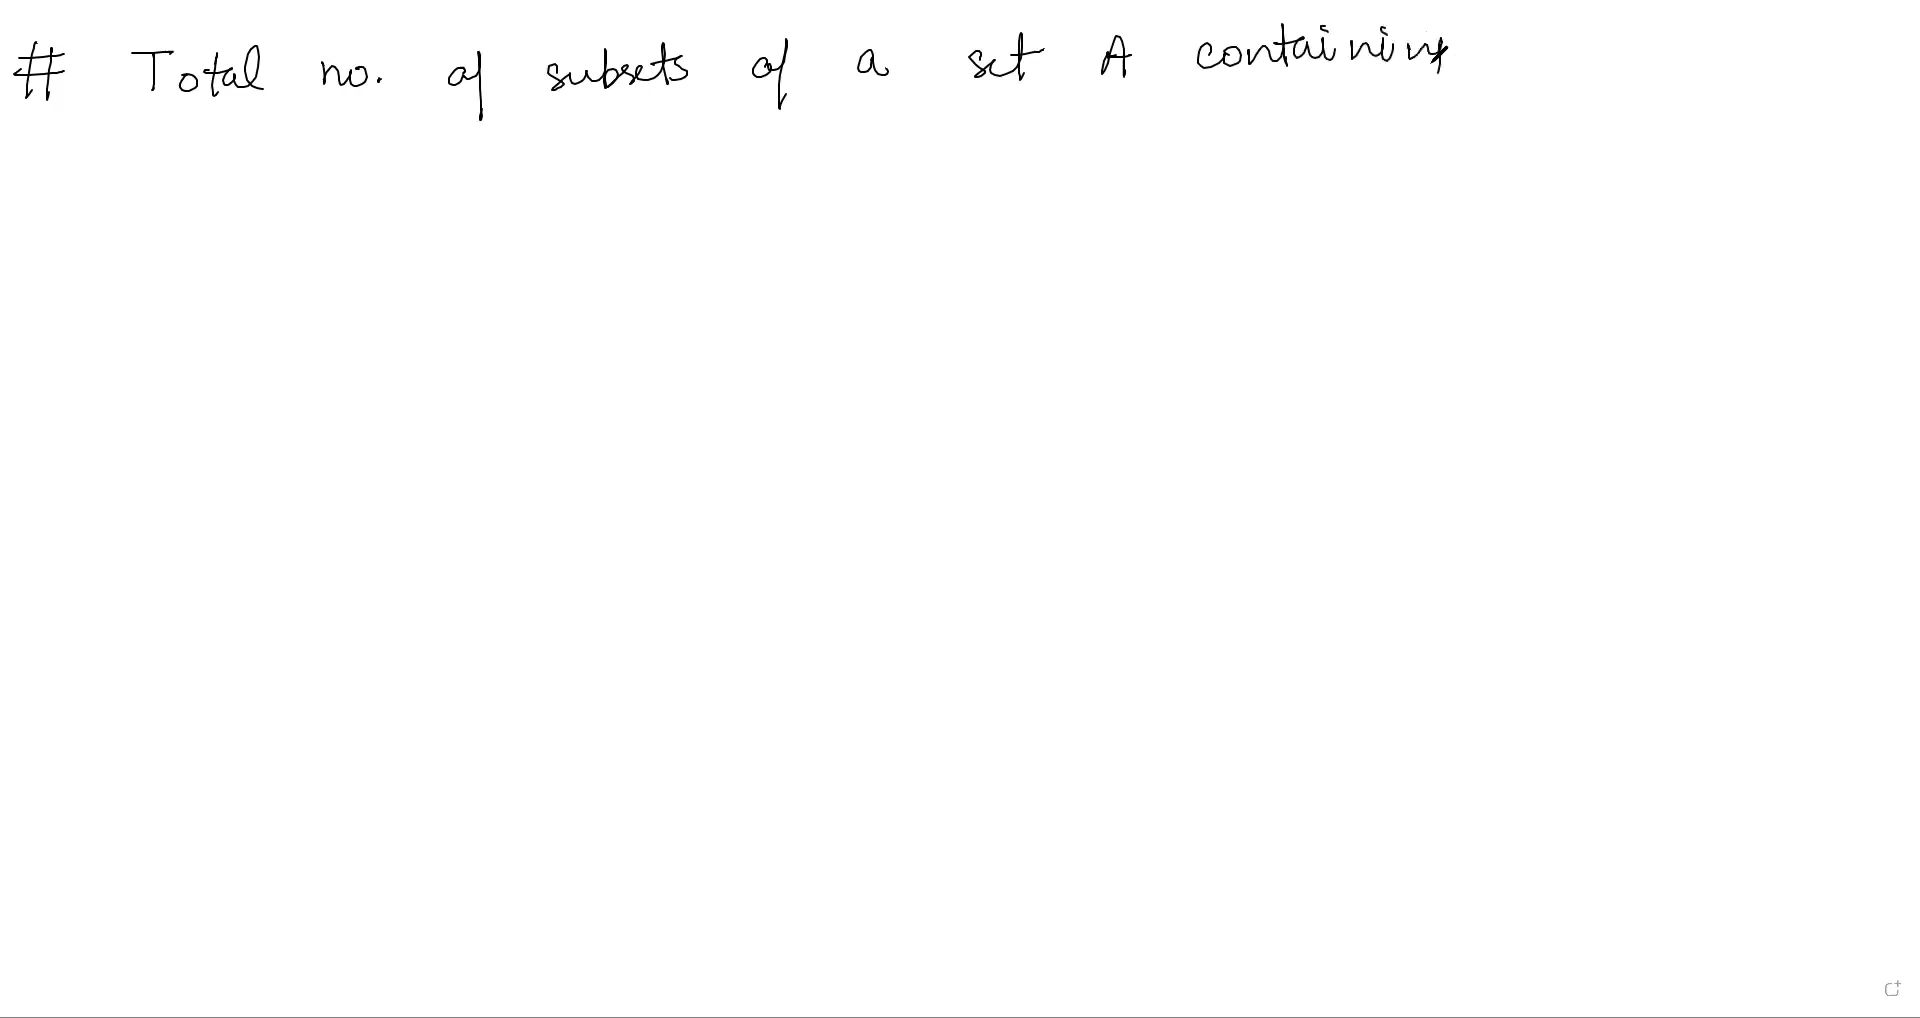 # Total no. of subsets of a set A containing